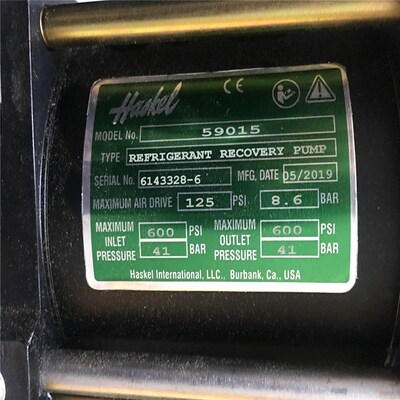 Haskel CE
MODEL No. 59015
TYPE REFRIGERANT RECOVERY PUMP
SERIAL No. 6143328-6 MFG. DATE 05/2019
MAXIMUM AIR DRIVE 125 PSI 8.6 BAR
MAXIMUM INLET PRESSURE 600 PSI 41 BAR MAXIMUM OUTLET PRESSURE 600 PSI 41 BAR
Haskel International, LLC., Burbank, Ca., USA